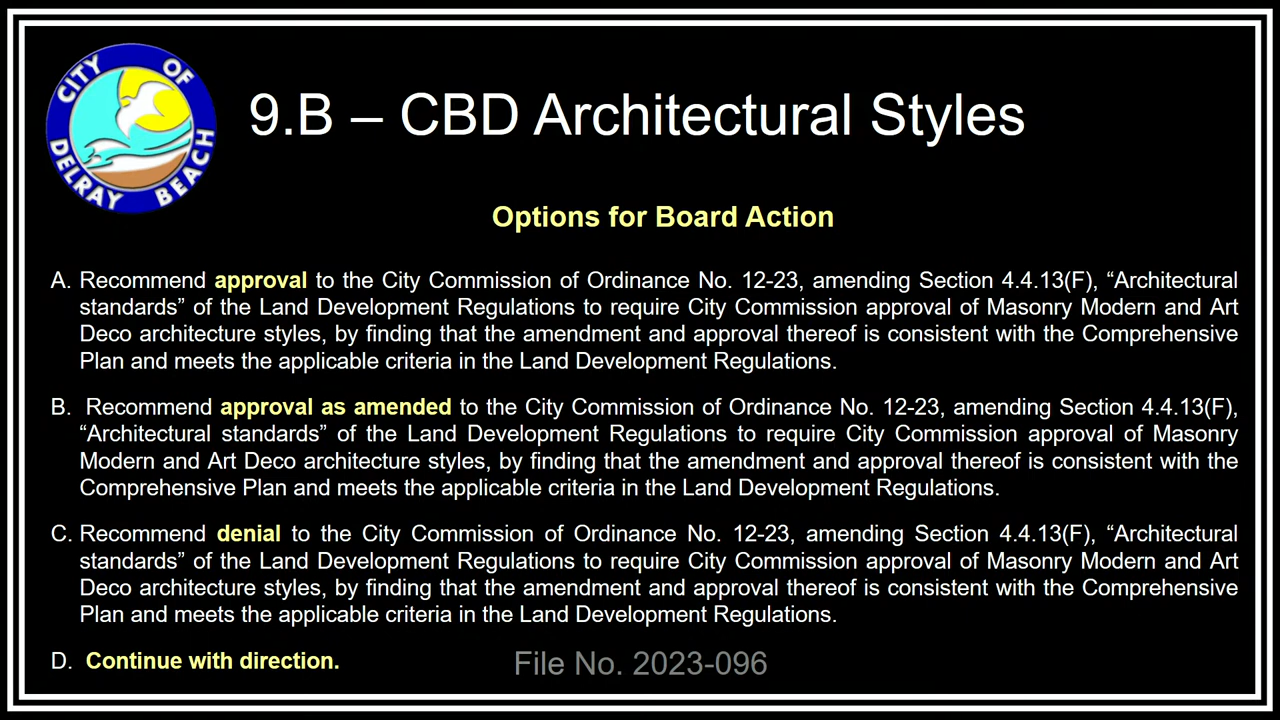 CITY OF
DELRAY BEACH
9.B – CBD Architectural Styles
Options for Board Action
A. Recommend approval to the City Commission of Ordinance No. 12-23, amending Section 4.4.13(F), “Architectural
standards” of the Land Development Regulations to require City Commission approval of Masonry Modern and Art
Deco architecture styles, by finding that the amendment and approval thereof is consistent with the Comprehensive
Plan and meets the applicable criteria in the Land Development Regulations.
B. Recommend approval as amended to the City Commission of Ordinance No. 12-23, amending Section 4.4.13(F),
“Architectural standards” of the Land Development Regulations to require City Commission approval of Masonry
Modern and Art Deco architecture styles, by finding that the amendment and approval thereof is consistent with the
Comprehensive Plan and meets the applicable criteria in the Land Development Regulations.
C. Recommend denial to the City Commission of Ordinance No. 12-23, amending Section 4.4.13(F), “Architectural
standards” of the Land Development Regulations to require City Commission approval of Masonry Modern and Art
Deco architecture styles, by finding that the amendment and approval thereof is consistent with the Comprehensive
Plan and meets the applicable criteria in the Land Development Regulations.
D. Continue with direction.
File No. 2023-096